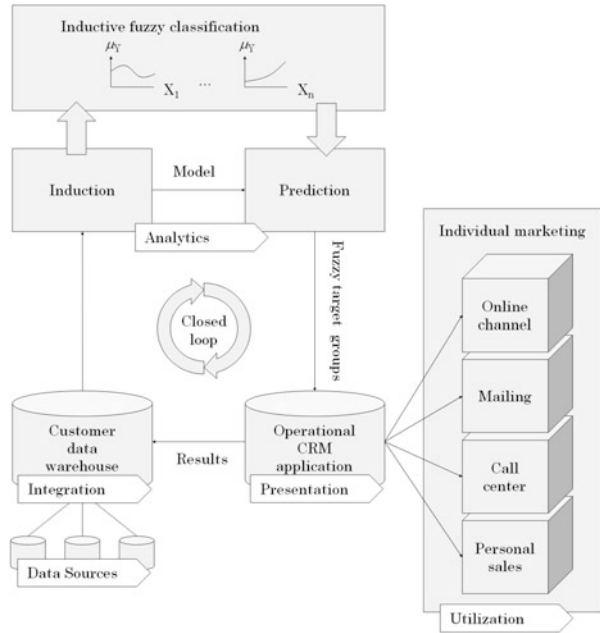 Inductive fuzzy classification
μY
μY
X1
...
Xn
Induction
Model
Prediction
Analytics
Fuzzy target groups
Individual marketing
Closed
loop
Online
channel
Mailing
Call
center
Personal
sales
Customer
data
warehouse
Results
Operational
CRM
application
Integration
Presentation
Data Sources
Utilization